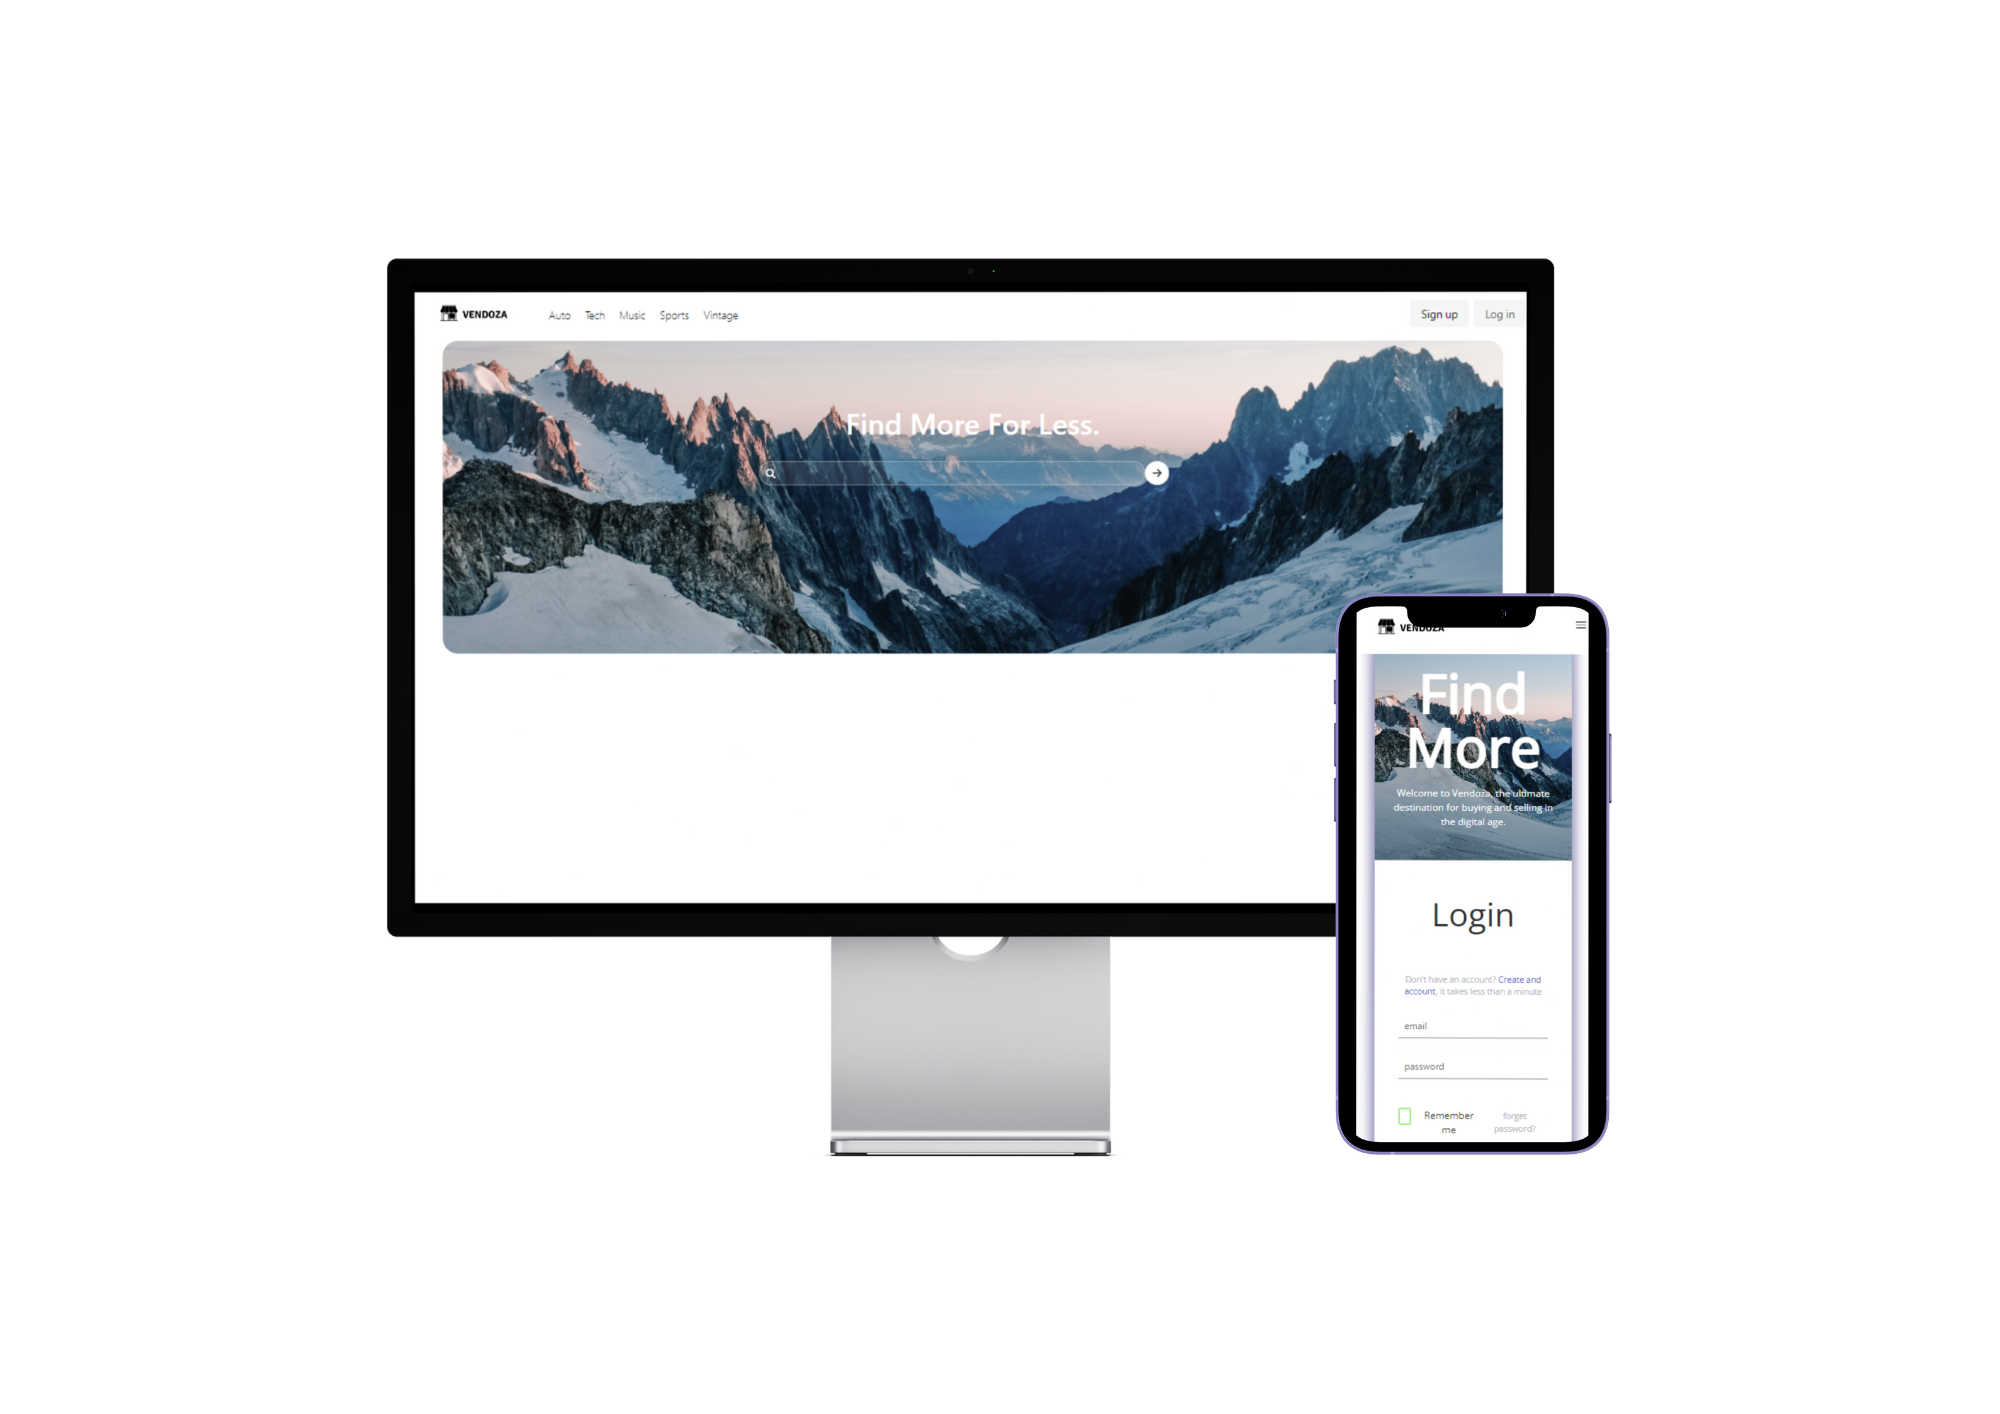 VENDOZA
Auto Tech Music Sports Vintage
Sign up Log in
Find More For Less.
VENDOZA
Find
More
Welcome to Vendoza, the ultimate
destination for buying and selling in
the digital age.
Login
Don't have an account? Create and
account, it takes less than a minute
email
password
Remember
me
forget
password?